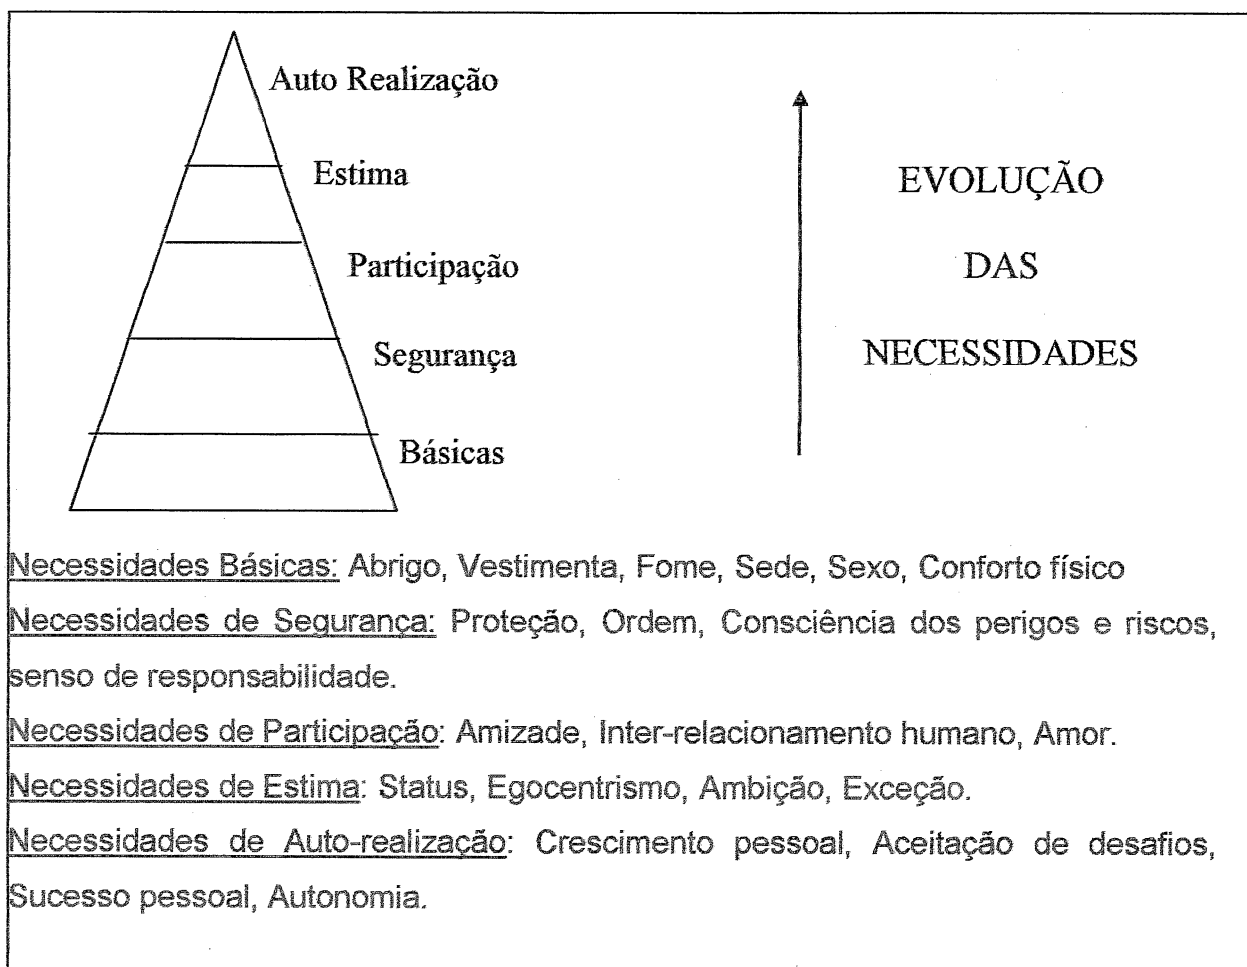 Auto Realização
Estima
Participação
Segurança
Básicas
EVOLUÇÃO
DAS
NECESSIDADES
Necessidades Básicas: Abrigo, Vestimenta, Fome, Sede, Sexo, Conforto físico
Necessidades de Segurança: Proteção, Ordem, Consciência dos perigos e riscos,
senso de responsabilidade.
Necessidades de Participação: Amizade, Inter-relacionamento humano, Amor.
Necessidades de Estima: Status, Egocentrismo, Ambição, Exceção.
Necessidades de Auto-realização: Crescimento pessoal, Aceitação de desafios,
Sucesso pessoal, Autonomia.